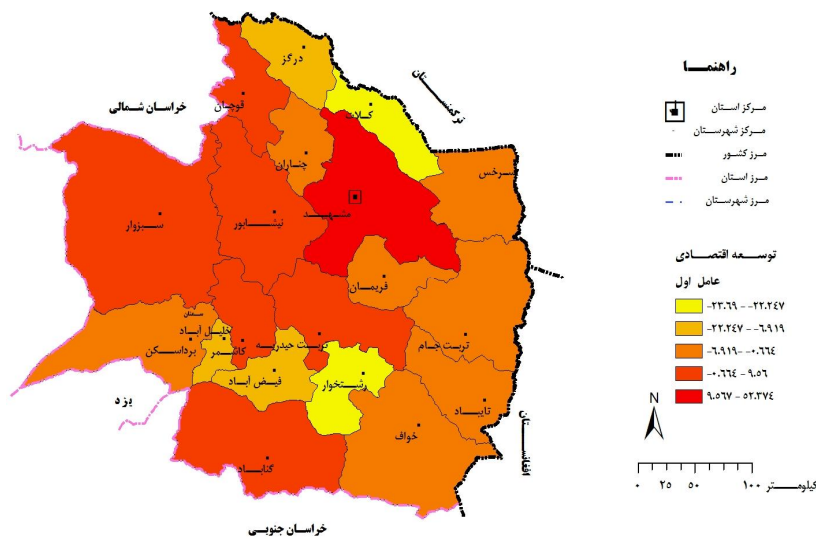 درگز
ترکمنستان
قوچان
کلات
خراسان شمالی
چناران
سرخس
مشهد
سبزوار
نیشابور
فریمان
سمنان
خلیل آباد
بردسکن
کاشمر
تربت حیدریه
تربت جام
فیض آباد
رشتخوار
یزد
تایباد
خواف
افغانستان
گناباد
خراسان جنوبی
راهنما
مرکز استان
مرکز شهرستان
مرز کشور
مرز استان
مرز شهرستان
توسعه اقتصادی
عامل اول
-۲۳.۶۹ - -۲۲.۲۴۷
-۲۲.۲۴۷ - -۶.۹۱۹
-۶.۹۱۹ - -۰.۶۶۴
-۰.۶۶۴ - ۹.۵۶
۹.۵۶۷ - ۵۲.۳۷۴
N
۰ ۲۵ ۵۰ ۱۰۰ کیلومتر